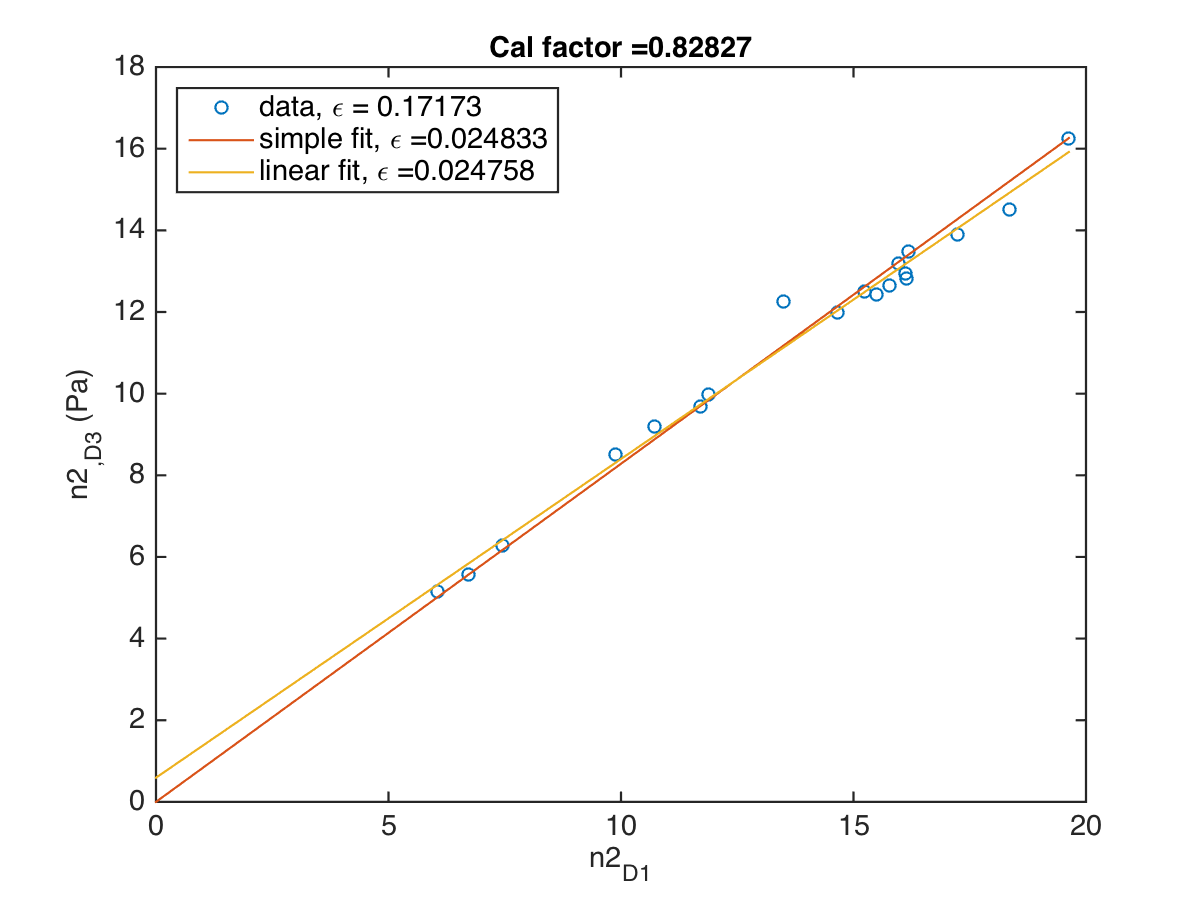 Cal factor =0.82827
data, ϵ = 0.17173
simple fit, ϵ =0.024833
linear fit, ϵ =0.024758
18
16
14
12
10
8
6
4
2
0
n2,D3 (Pa)
0 5 10 15 20
n2D1